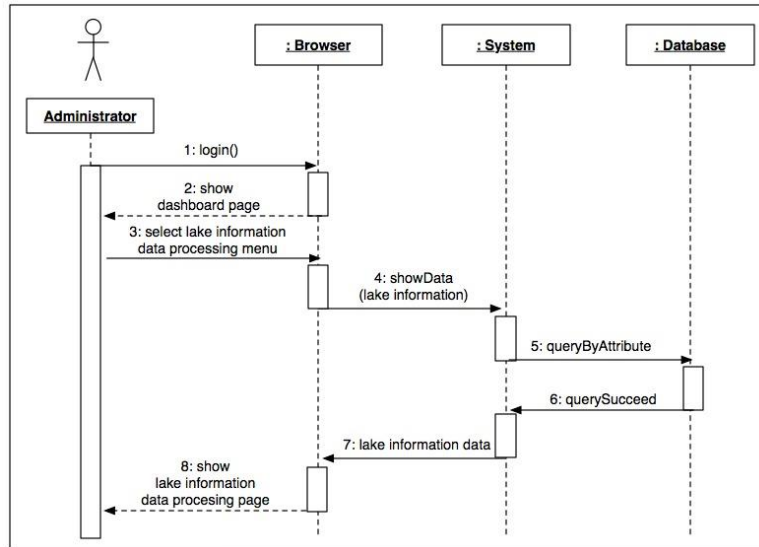 : Browser
: System
: Database
Administrator
1: login()
2: show
dashboard page
3: select lake information
data processing menu
4: showData
(lake information)
5: queryByAttribute
6: querySucceed
7: lake information data
8: show
lake information
data procesing page